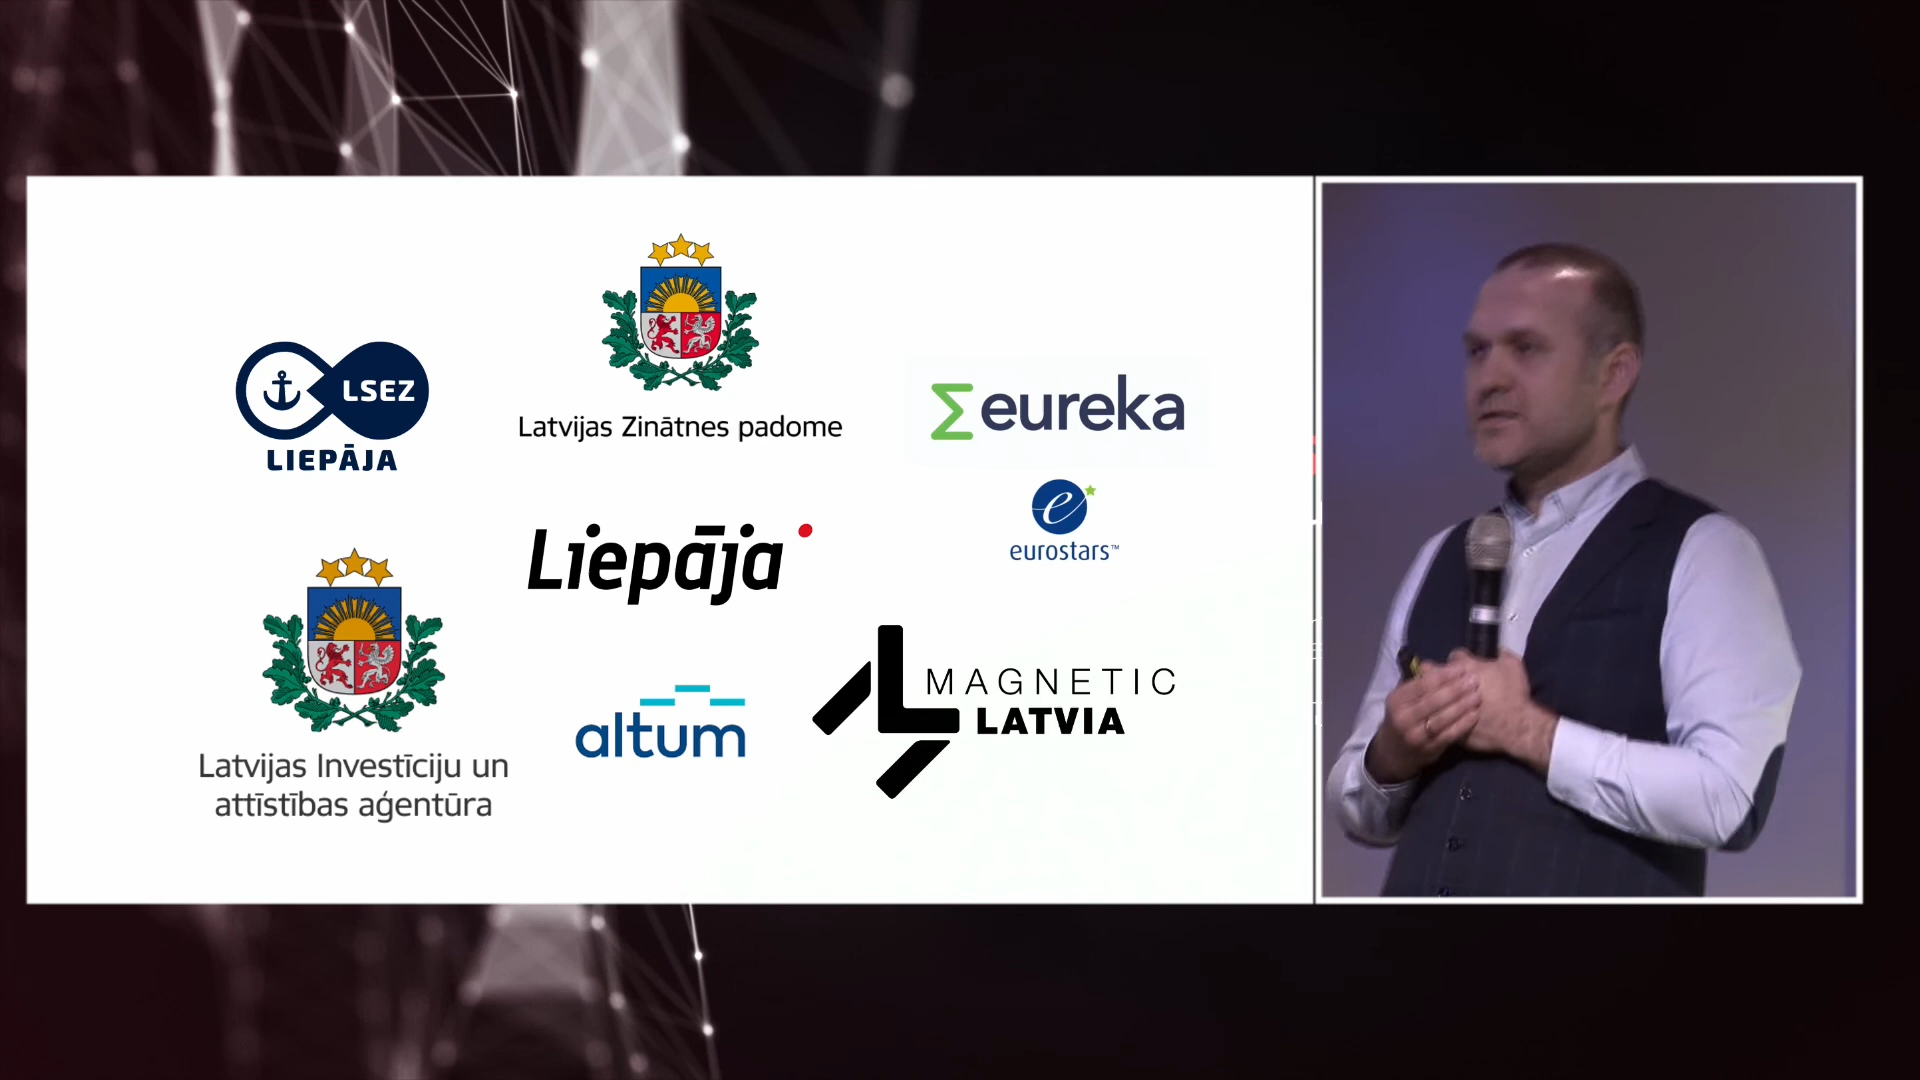 LSEZ
LIEPĀJA
Latvijas Zinātnes padome
eureka
eurostars™
Liepāja
Latvijas Investīciju un
attīstības aģentūra
altum
MAGNETIC
LATVIA